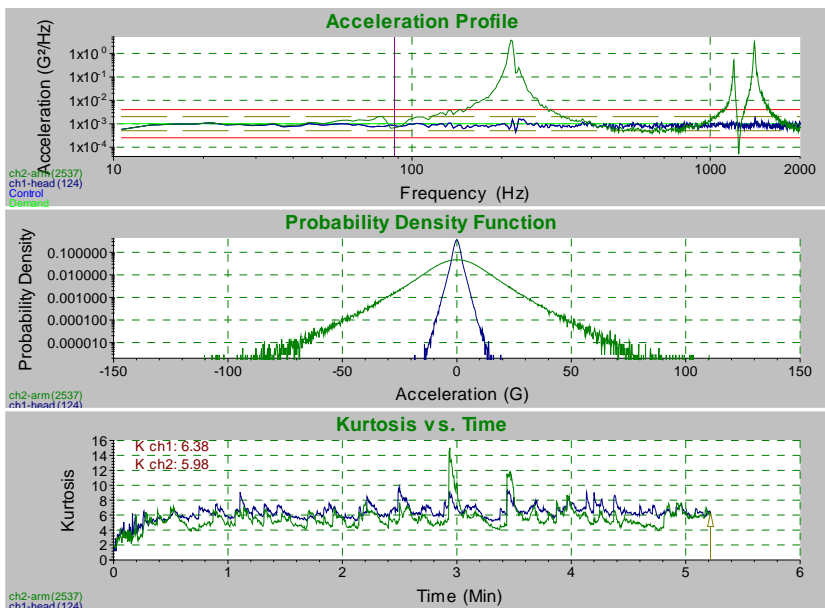 Acceleration Profile
Acceleration (G²/Hz)
1x10⁰
1x10⁻¹
1x10⁻²
1x10⁻³
1x10⁻⁴
10
100
1000
2000
Frequency (Hz)
ch2-arm (2537)
ch1-head (124)
Control
Demand
Probability Density Function
Probability Density
0.100000
0.010000
0.001000
0.000100
0.000010
-150
-100
-50
0
50
100
150
Acceleration (G)
ch2-arm (2537)
ch1-head (124)
Kurtosis vs. Time
K ch1: 6.38
K ch2: 5.98
Kurtosis
16
14
12
10
8
6
4
2
0
0
1
2
3
4
5
6
Time (Min)
ch2-arm (2537)
ch1-head (124)